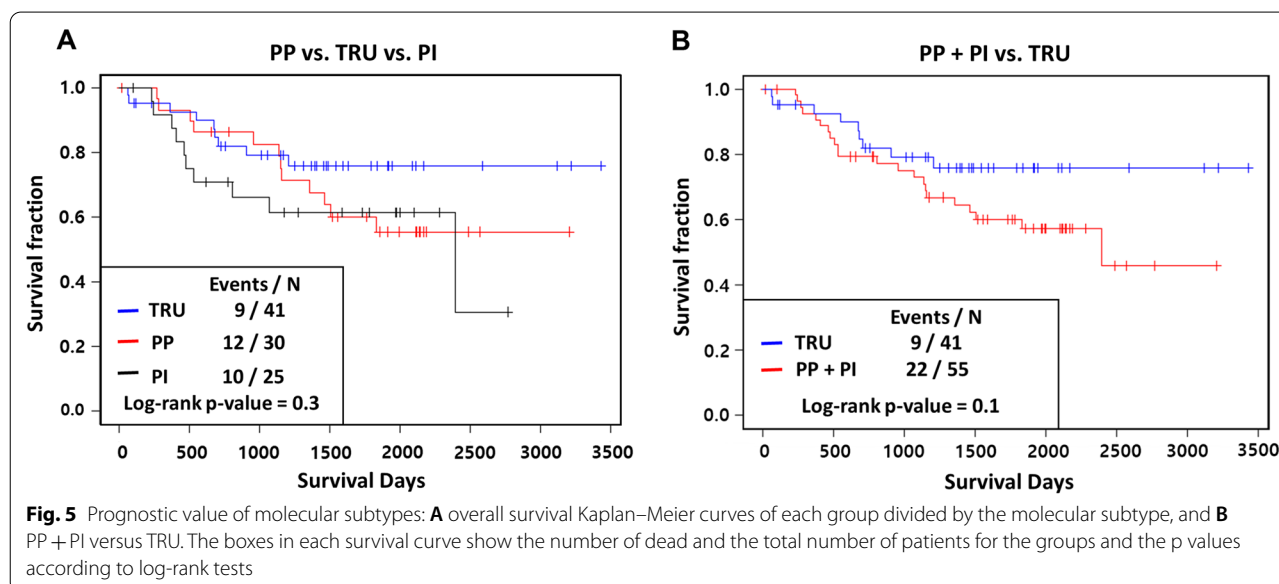 A
PP vs. TRU vs. PI
Survival fraction
1.0
0.8
0.6
0.4
0.2
0.0
Events / N
TRU 9 / 41
PP 12 / 30
PI 10 / 25
Log-rank p-value = 0.3
0 500 1000 1500 2000 2500 3000 3500
Survival Days
B
PP + PI vs. TRU
Survival fraction
1.0
0.8
0.6
0.4
0.2
0.0
Events / N
TRU 9 / 41
PP + PI 22 / 55
Log-rank p-value = 0.1
0 500 1000 1500 2000 2500 3000 3500
Survival Days
Fig. 5 Prognostic value of molecular subtypes: A overall survival Kaplan–Meier curves of each group divided by the molecular subtype, and B
PP + PI versus TRU. The boxes in each survival curve show the number of dead and the total number of patients for the groups and the p values
according to log-rank tests